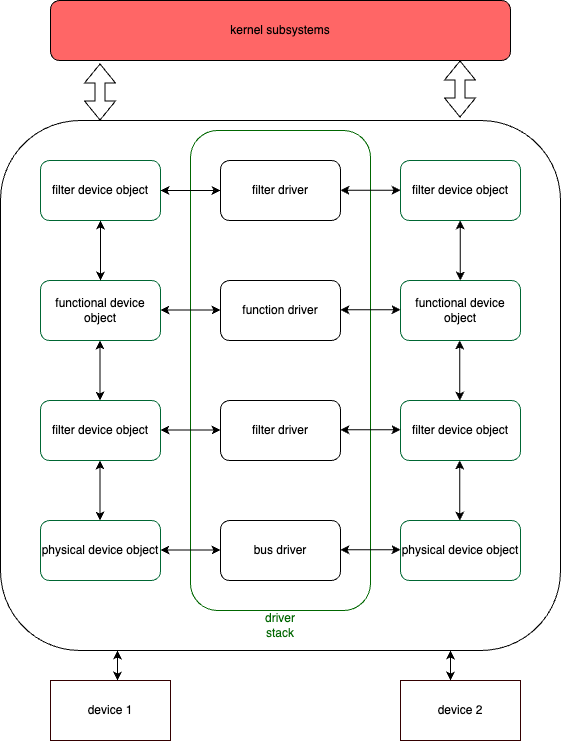 kernel subsystems
filter device object
filter driver
filter device object
functional device
object
function driver
functional device
object
filter device object
filter driver
filter device object
physical device object
bus driver
physical device object
driver
stack
device 1
device 2